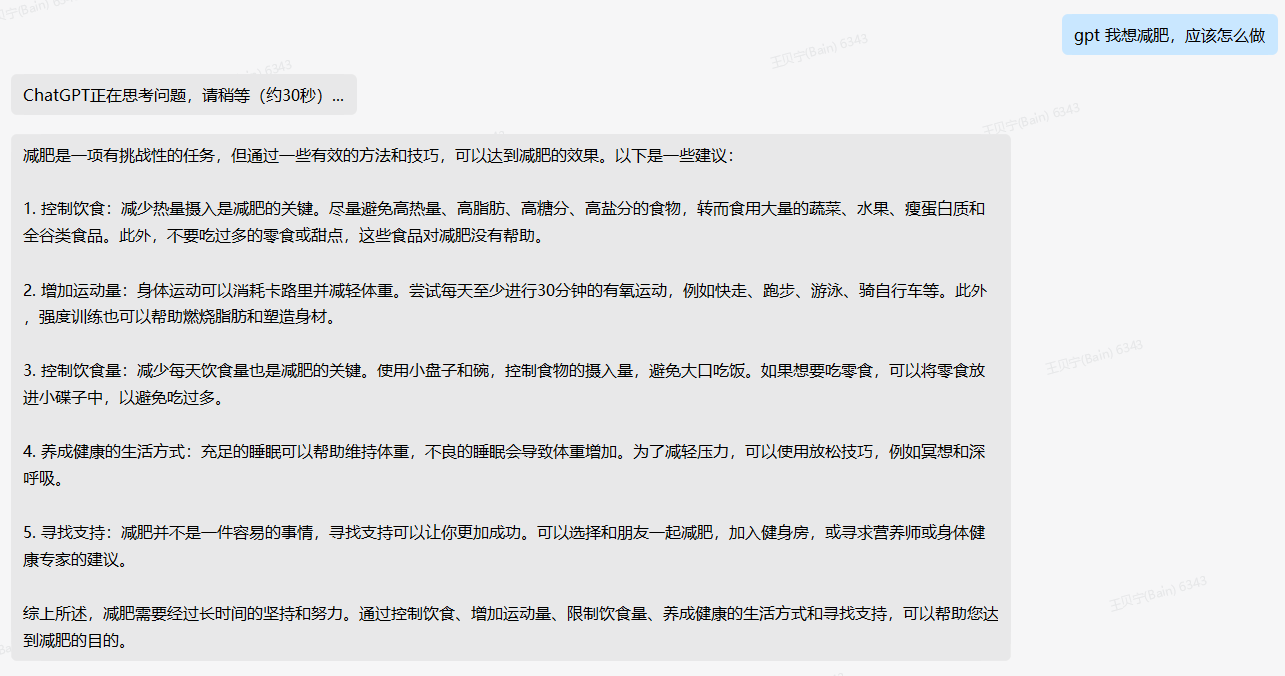 王贝宁(Bain) 6343
gpt 我想减肥，应该怎么做
王贝宁(Bain) 6343
ChatGPT正在思考问题，请稍等（约30秒）...
王贝宁(Bain) 6343
减肥是一项有挑战性的任务，但通过一些有效的方法和技巧，可以达到减肥的效果。以下是一些建议：
1. 控制饮食：减少热量摄入是减肥的关键。尽量避免高热量、高脂肪、高糖分、高盐分的食物，转而食用大量的蔬菜、水果、瘦蛋白质和
全谷类食品。此外，不要吃过多的零食或甜点，这些食品对减肥没有帮助。
2. 增加运动量：身体运动可以消耗卡路里并减轻体重。尝试每天至少进行30分钟的有氧运动，例如快走、跑步、游泳、骑自行车等。此外
，强度训练也可以帮助燃烧脂肪和塑造身材。
王贝宁(Bain) 6343
3. 控制饮食量：减少每天饮食量也是减肥的关键。使用小盘子和碗，控制食物的摄入量，避免大口吃饭。如果想要吃零食，可以将零食放
进小碟子中，以避免吃过多。
4. 养成健康的生活方式：充足的睡眠可以帮助维持体重，不良的睡眠会导致体重增加。为了减轻压力，可以使用放松技巧，例如冥想和深
呼吸。
5. 寻找支持：减肥并不是一件容易的事情，寻找支持可以让你更加成功。可以选择和朋友一起减肥，加入健身房，或寻求营养师或身体健
康专家的建议。
王贝宁(Bain) 6343
综上所述，减肥需要经过长时间的坚持和努力。通过控制饮食、增加运动量、限制饮食量、养成健康的生活方式和寻找支持，可以帮助您达
到减肥的目的。